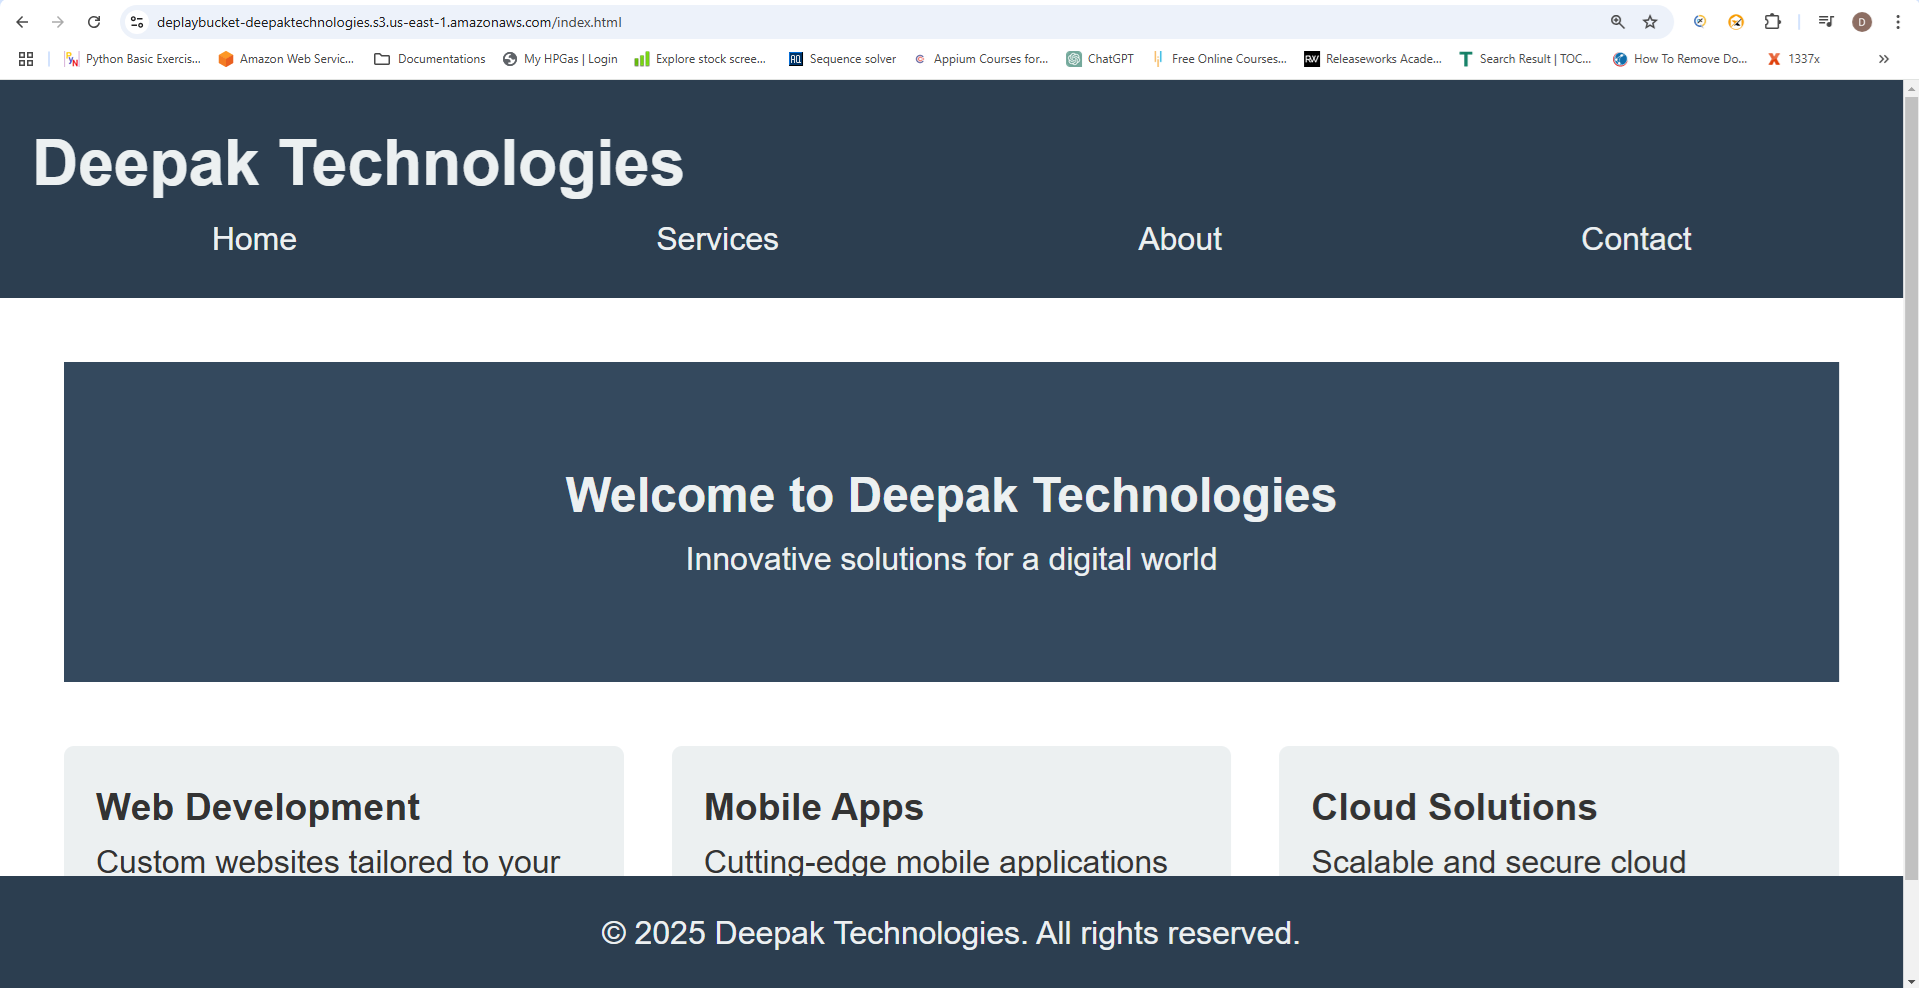 deplaybucket-deepaktechnologies.s3.us-east-1.amazonaws.com/index.html
D
Python Basic Exercis... Amazon Web Servic... Documentations My HPGas | Login Explore stock scree... Sequence solver Appium Courses for... ChatGPT Free Online Courses... Releaseworks Acade... Search Result | TOC... How To Remove Do... 1337x
Deepak Technologies
Home Services About Contact
Welcome to Deepak Technologies
Innovative solutions for a digital world
Web Development
Custom websites tailored to your
Mobile Apps
Cutting-edge mobile applications
Cloud Solutions
Scalable and secure cloud
© 2025 Deepak Technologies. All rights reserved.